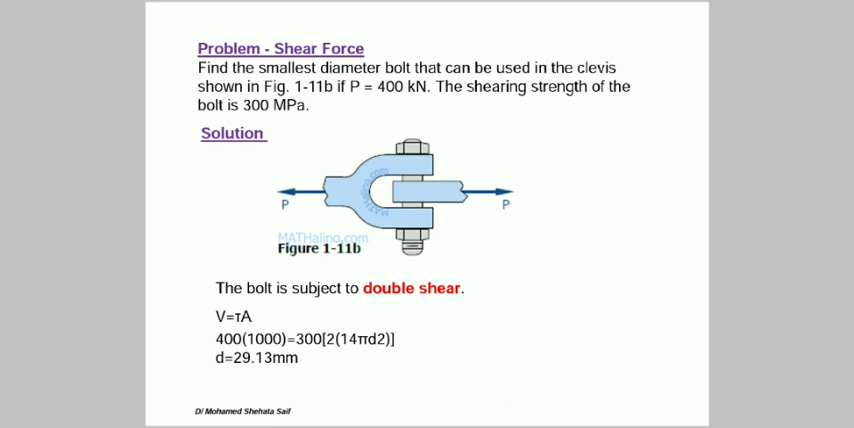 Problem - Shear Force
Find the smallest diameter bolt that can be used in the clevis
shown in Fig. 1-11b if P = 400 kN. The shearing strength of the
bolt is 300 MPa.
Solution
MATHalino.com
P
P
MATHalino.com
Figure 1-11b
The bolt is subject to double shear.
V=τA
400(1000)=300[2(14πd2)]
d=29.13mm
D/ Mohamed Shehata Saif